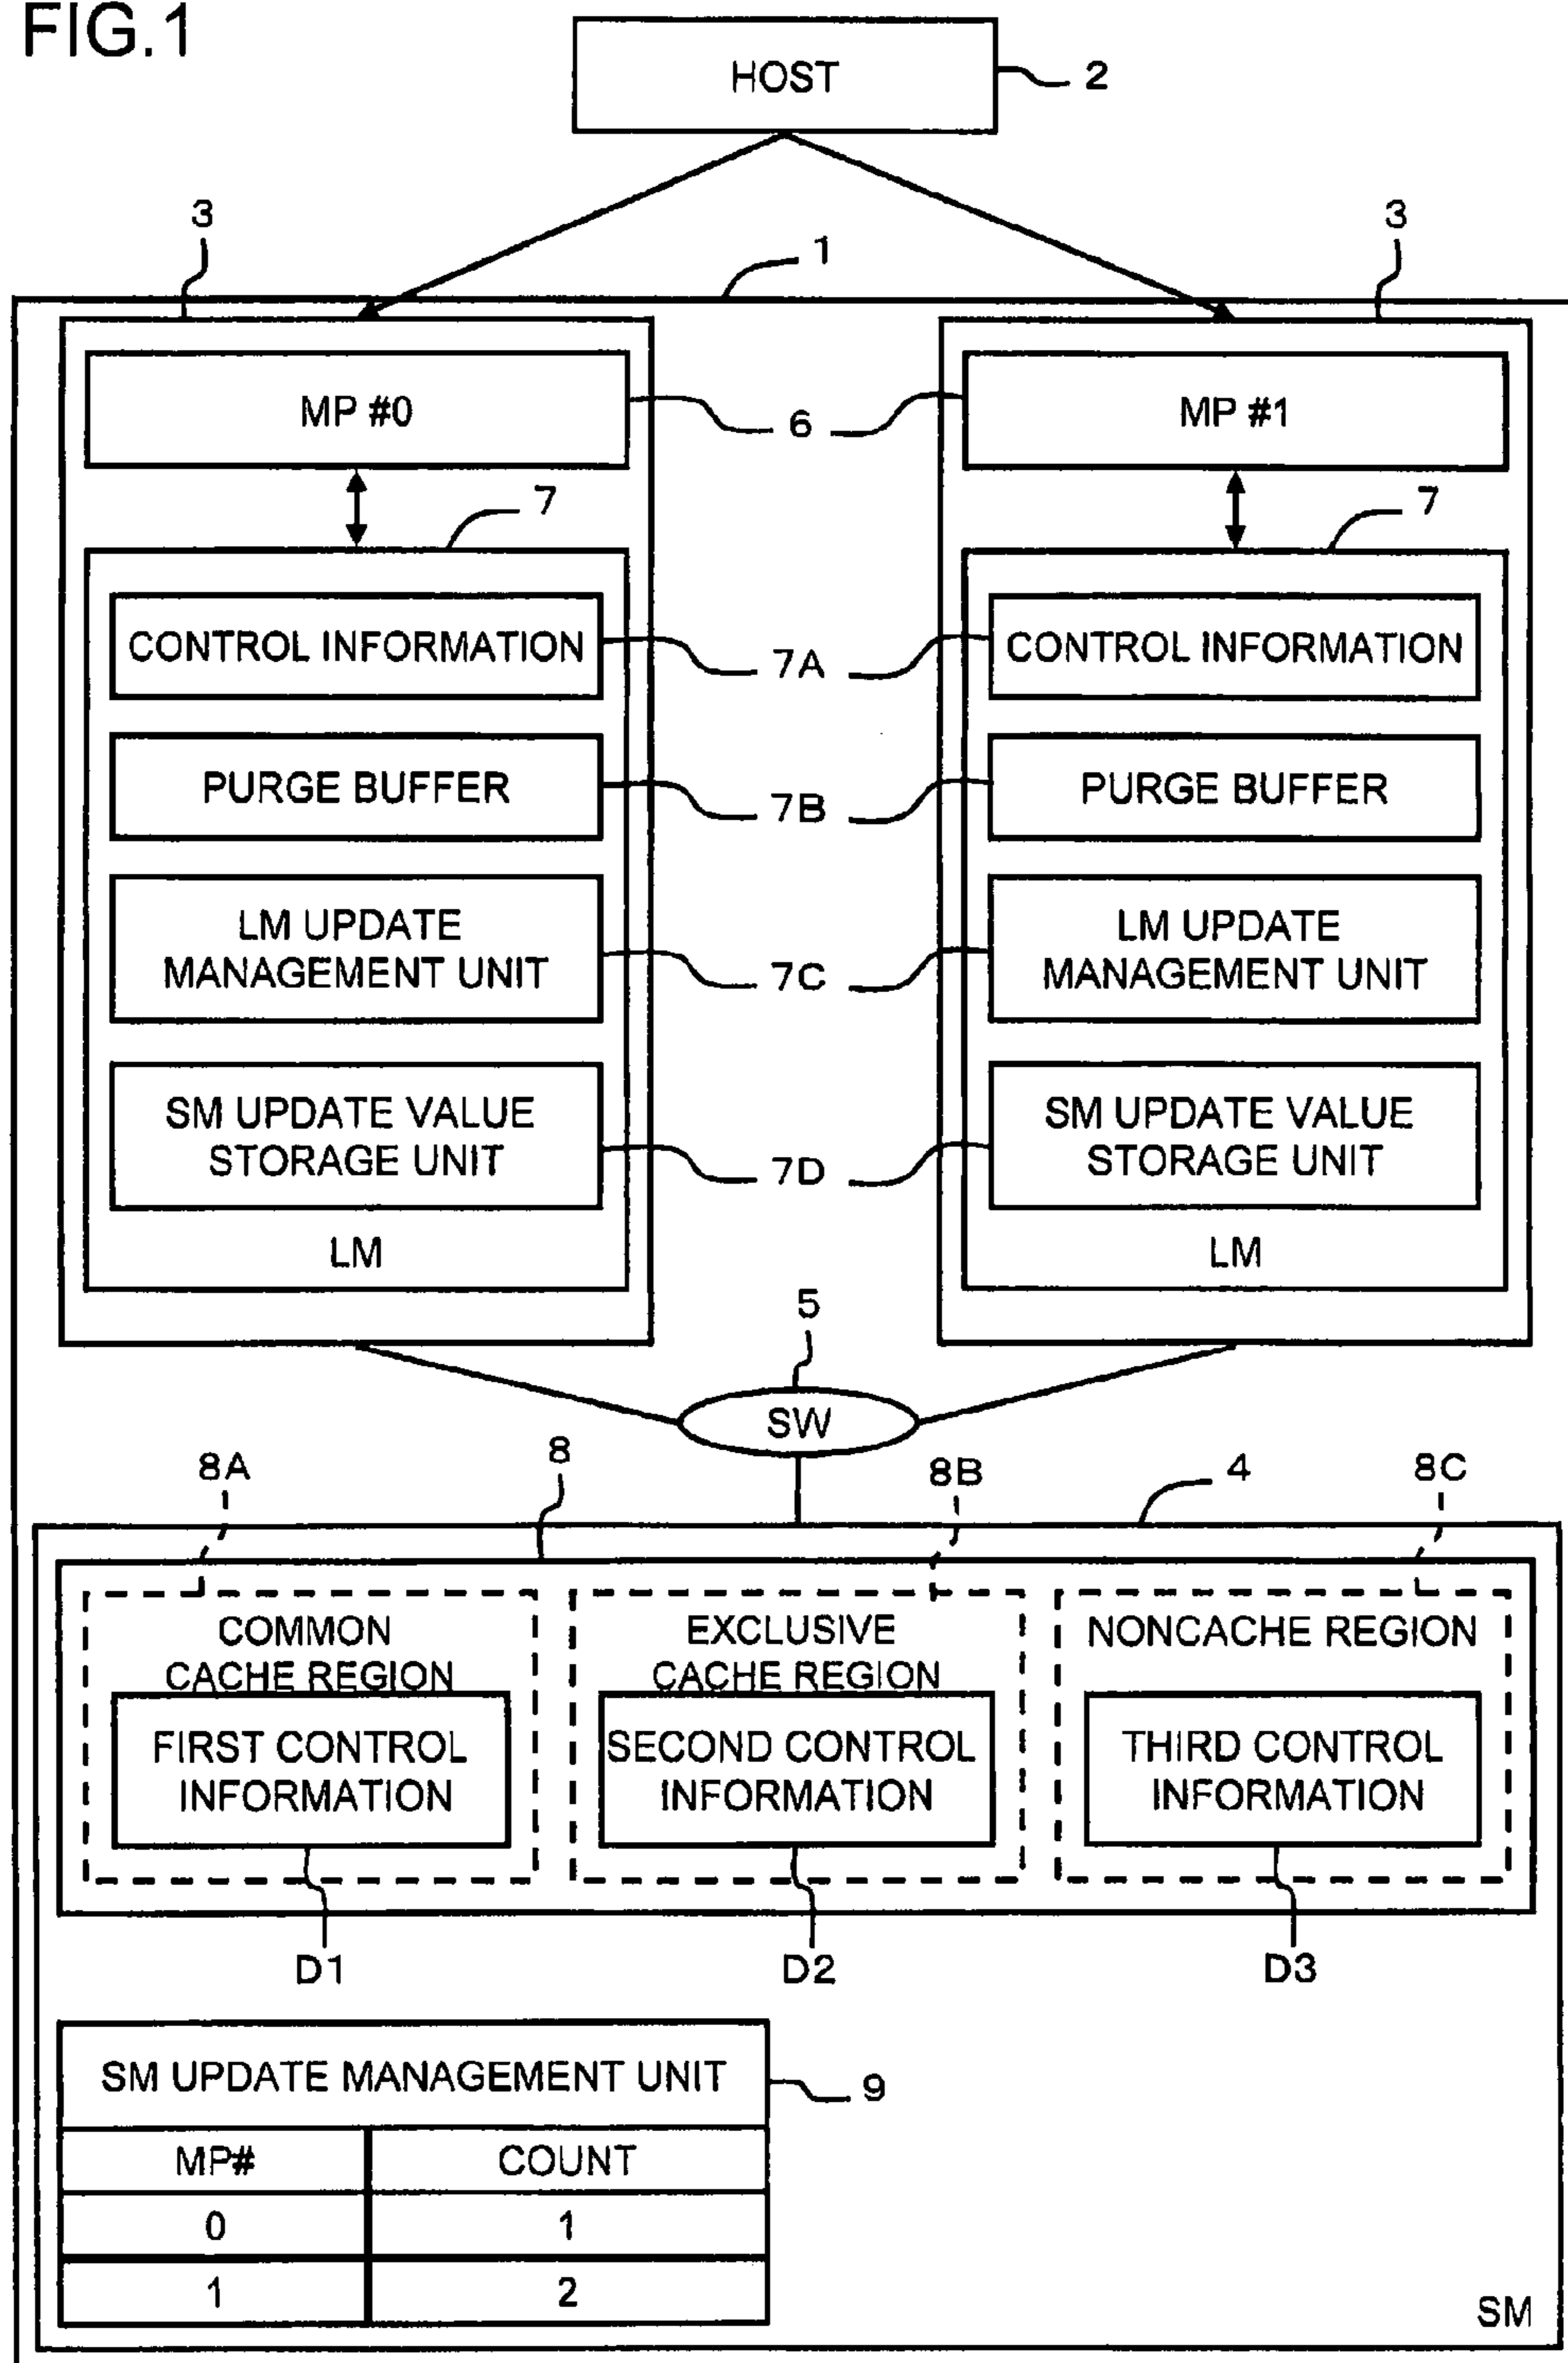 FIG.1
HOST
2
3
1
3
MP #0
6
MP #1
7
7
CONTROL INFORMATION
7A
CONTROL INFORMATION
PURGE BUFFER
7B
PURGE BUFFER
LM UPDATE
MANAGEMENT UNIT
7C
LM UPDATE
MANAGEMENT UNIT
SM UPDATE VALUE
STORAGE UNIT
7D
SM UPDATE VALUE
STORAGE UNIT
LM
LM
5
SW
8A
8
8B
4
8C
COMMON
CACHE REGION
EXCLUSIVE
CACHE REGION
NONCACHE REGION
FIRST CONTROL
INFORMATION
SECOND CONTROL
INFORMATION
THIRD CONTROL
INFORMATION
D1
D2
D3
SM UPDATE MANAGEMENT UNIT
9
MP# COUNT
0 1
1 2
SM